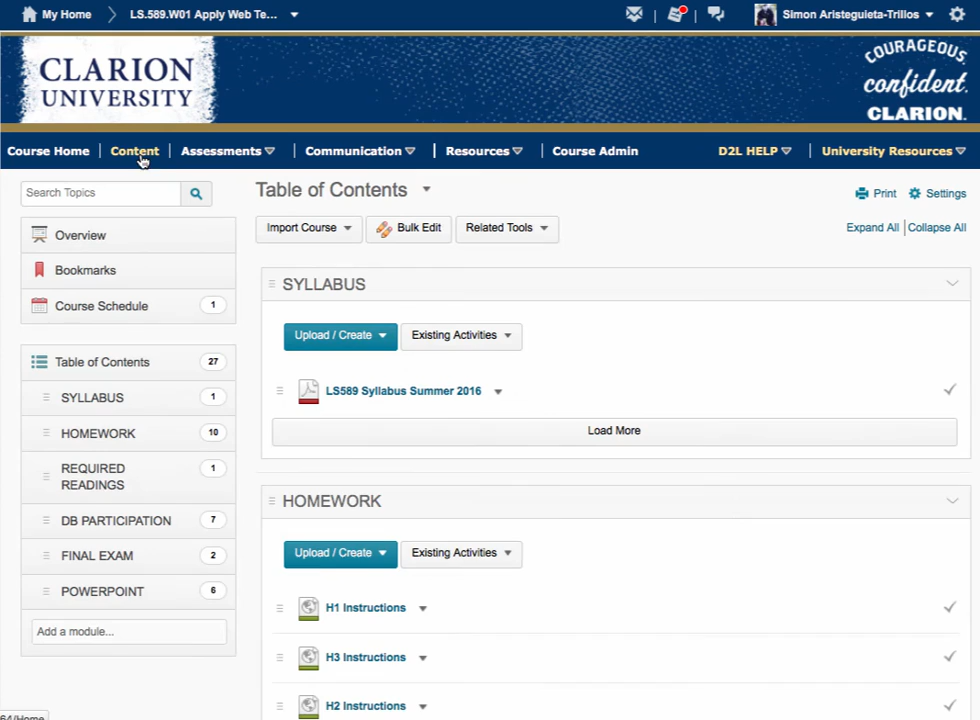 My Home
LS.589.W01 Apply Web Te...
Simon Aristeguieta-Trillos
CLARION
UNIVERSITY
COURAGEOUS,
confident.
CLARION.
Course Home
Content
Assessments
Communication
Resources
Course Admin
D2L HELP
University Resources
Search Topics
Overview
Bookmarks
Course Schedule 1
Table of Contents 27
SYLLABUS 1
HOMEWORK 10
REQUIRED 1
READINGS
DB PARTICIPATION 7
FINAL EXAM 2
POWERPOINT 6
Add a module...
Table of Contents
Print
Settings
Import Course
Bulk Edit
Related Tools
Expand All
Collapse All
SYLLABUS
Upload / Create
Existing Activities
LS589 Syllabus Summer 2016
Load More
HOMEWORK
Upload / Create
Existing Activities
H1 Instructions
H3 Instructions
H2 Instructions
64/Home